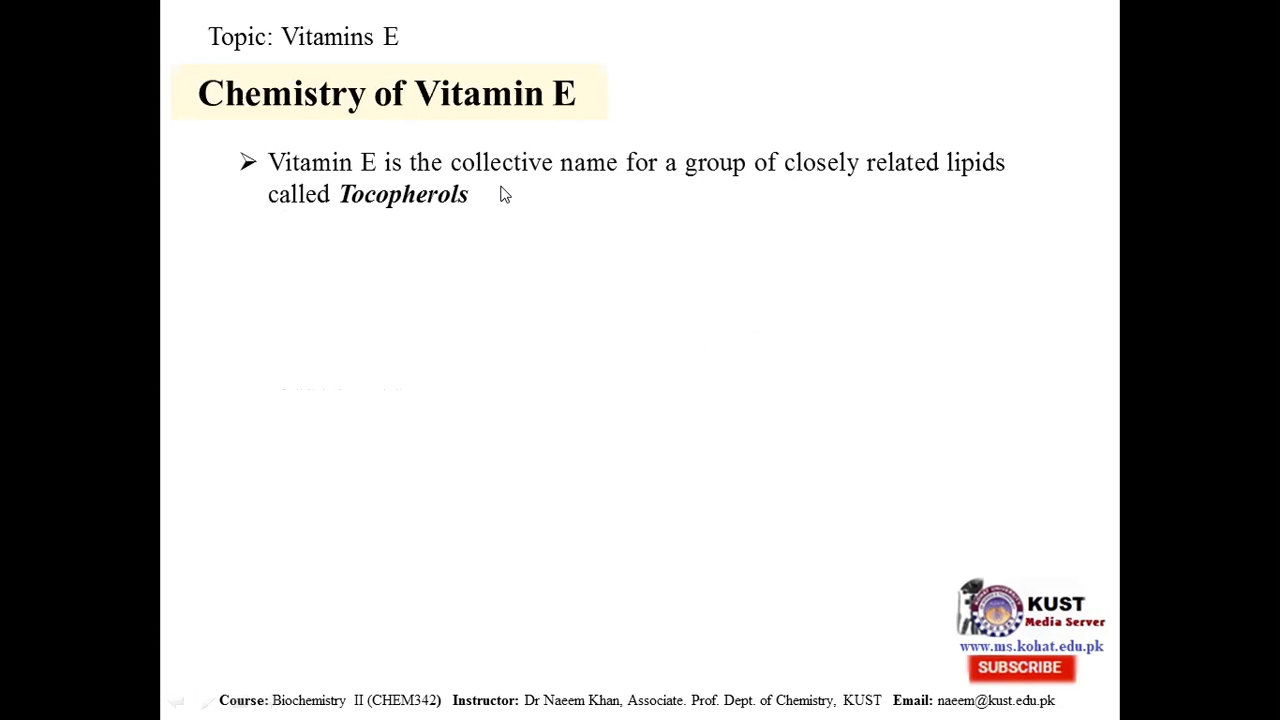 Topic: Vitamins E
Chemistry of Vitamin E
➢ Vitamin E is the collective name for a group of closely related lipids
called Tocopherols
KUST
Media Server
www.ms.kohat.edu.pk
SUBSCRIBE
Course: Biochemistry II (CHEM342) Instructor: Dr Naeem Khan, Associate. Prof. Dept. of Chemistry, KUST Email: naeem@kust.edu.pk